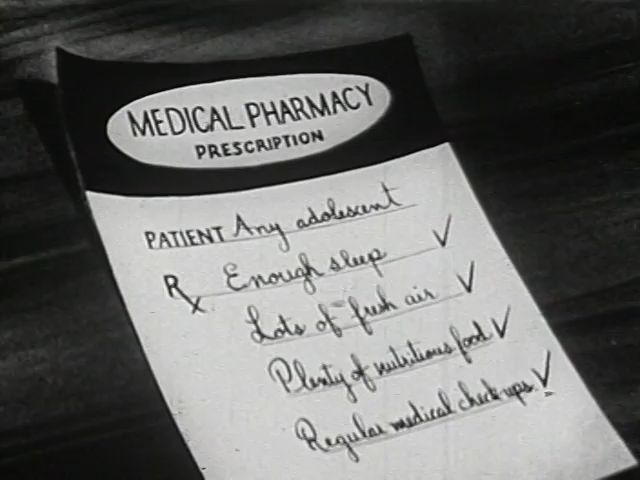 MEDICAL PHARMACY
PRESCRIPTION
PATIENT Any adolescent
Rx Enough sleep ✓
Lots of fresh air ✓
Plenty of nutritious food ✓
Regular medical check ups. ✓